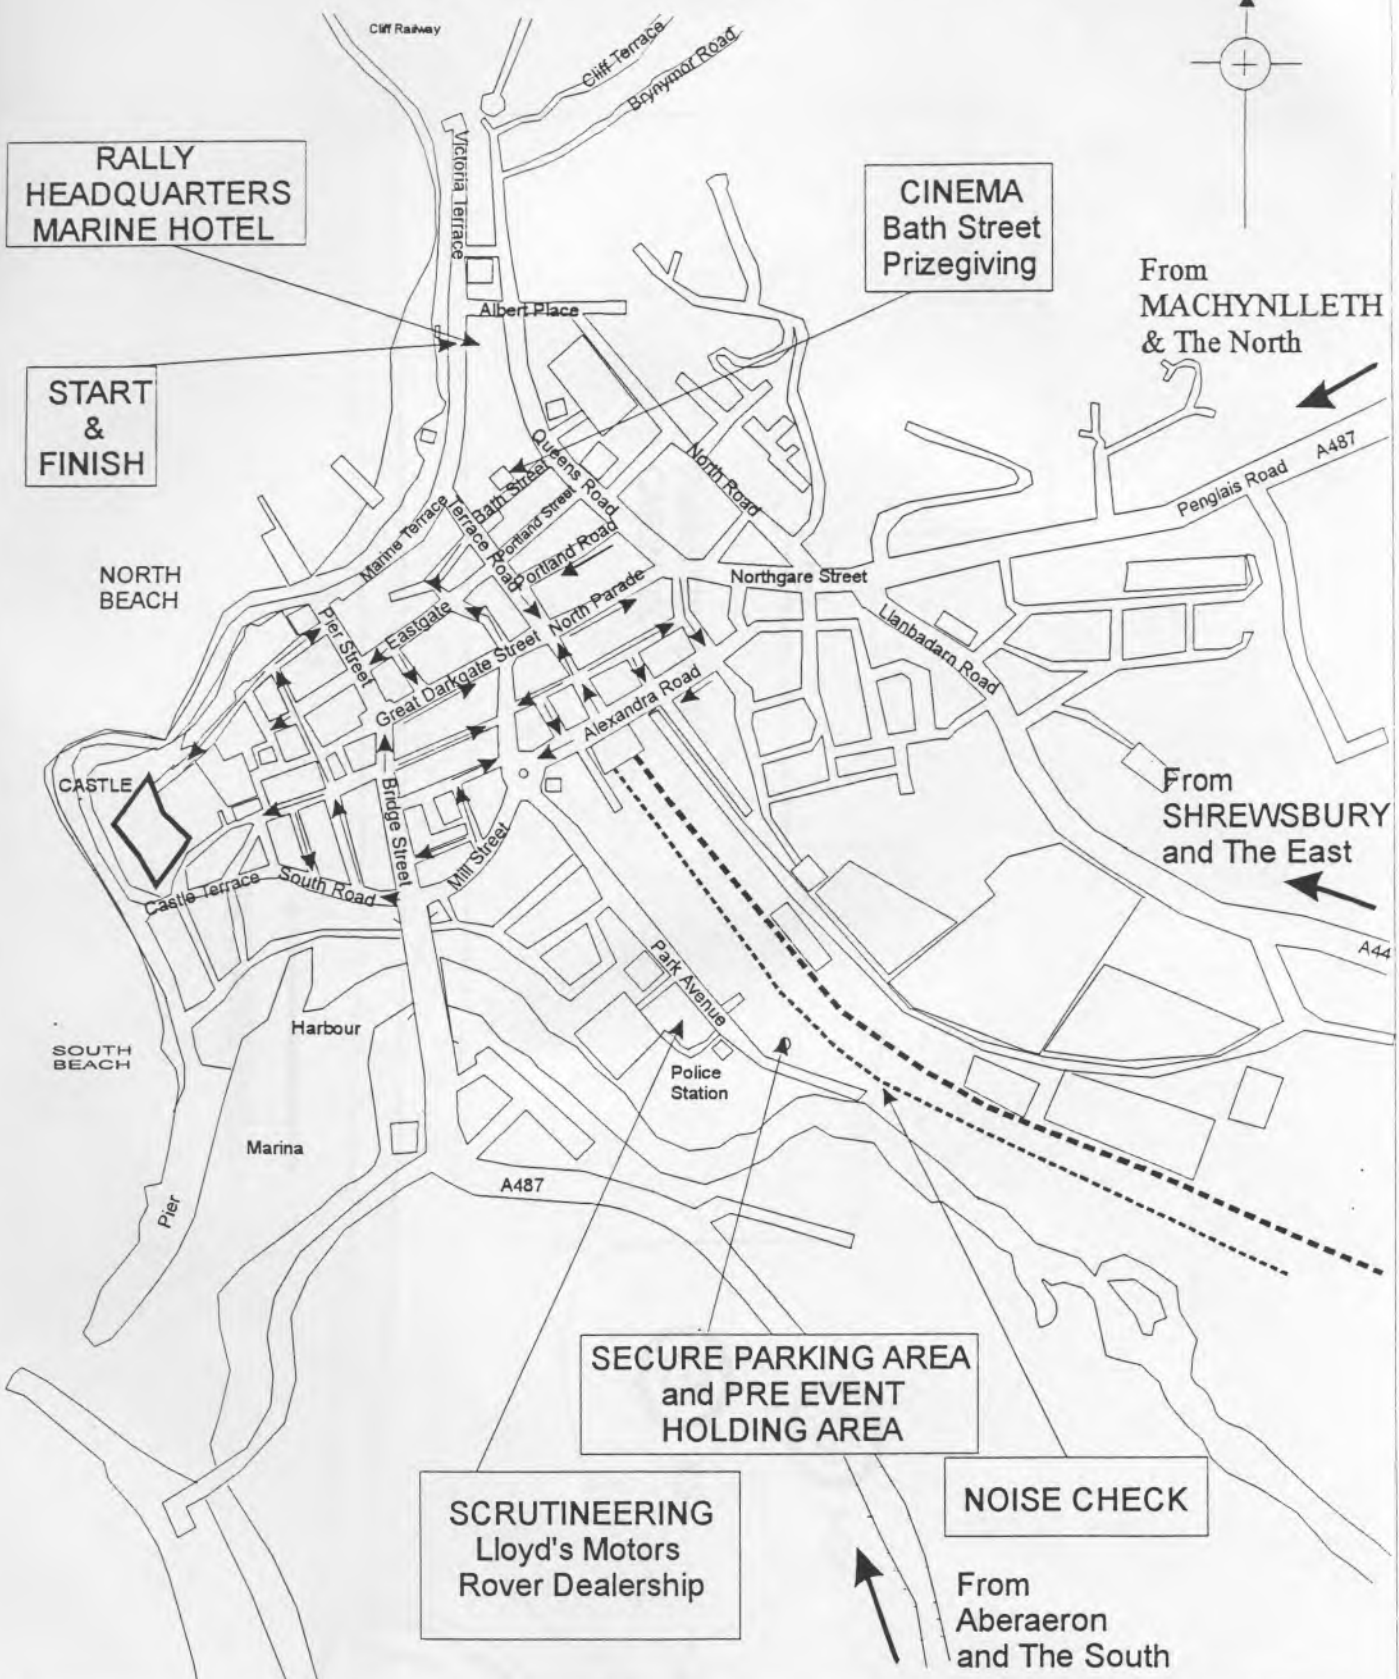 Cliff Railway
Cliff Terrace
Brynymor Road
Victoria Terrace
RALLY
HEADQUARTERS
MARINE HOTEL
CINEMA
Bath Street
Prizegiving
From
MACHYNLLETH
& The North
Albert Place
START
&
FINISH
A487
Penglais Road
Queens Road
North Road
Bath Street
Portland Street
Marine Terrace
Terrace Road
Portland Road
NORTH
BEACH
Northgare Street
North Parade
Llanbadarn Road
Pier Street
Eastgate
Great Darkgate Street
Alexandra Road
CASTLE
Bridge Street
Mill Street
From
SHREWSBURY
and The East
Castle Terrace
South Road
A44
Park Avenue
Harbour
SOUTH
BEACH
Police
Station
Marina
A487
Pier
SECURE PARKING AREA
and PRE EVENT
HOLDING AREA
NOISE CHECK
SCRUTINEERING
Lloyd's Motors
Rover Dealership
From
Aberaeron
and The South